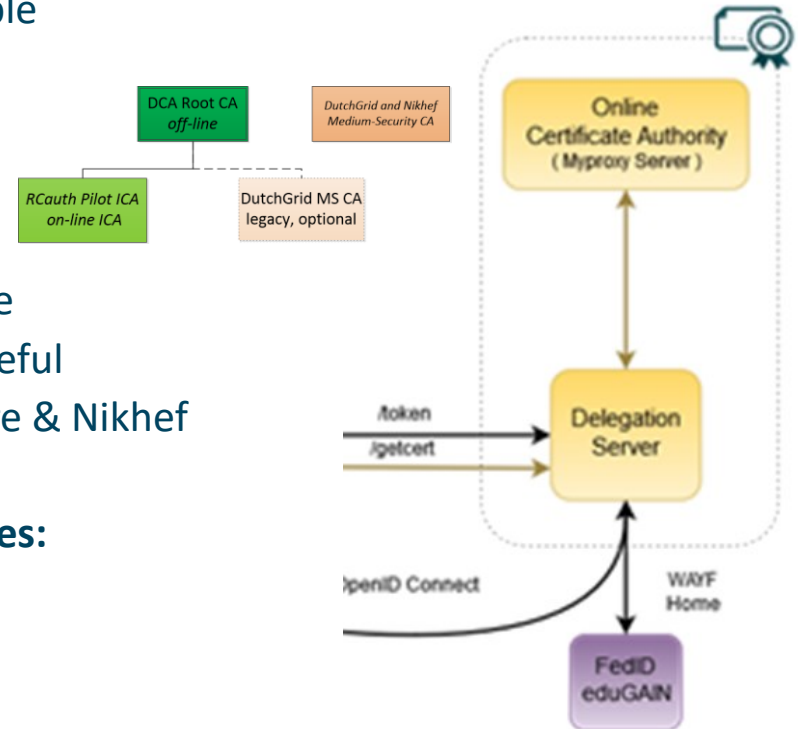 ole
DCA Root CA
off-line
DutchGrid and Nikhef
Medium-Security CA
RCauth Pilot ICA
on-line ICA
DutchGrid MS CA
legacy, optional
e
eful
e & Nikhef
es:
Online
Certificate Authority
( Myproxy Server )
/token
/getcert
Delegation
Server
OpenID Connect
WAYF
Home
FedID
eduGAIN